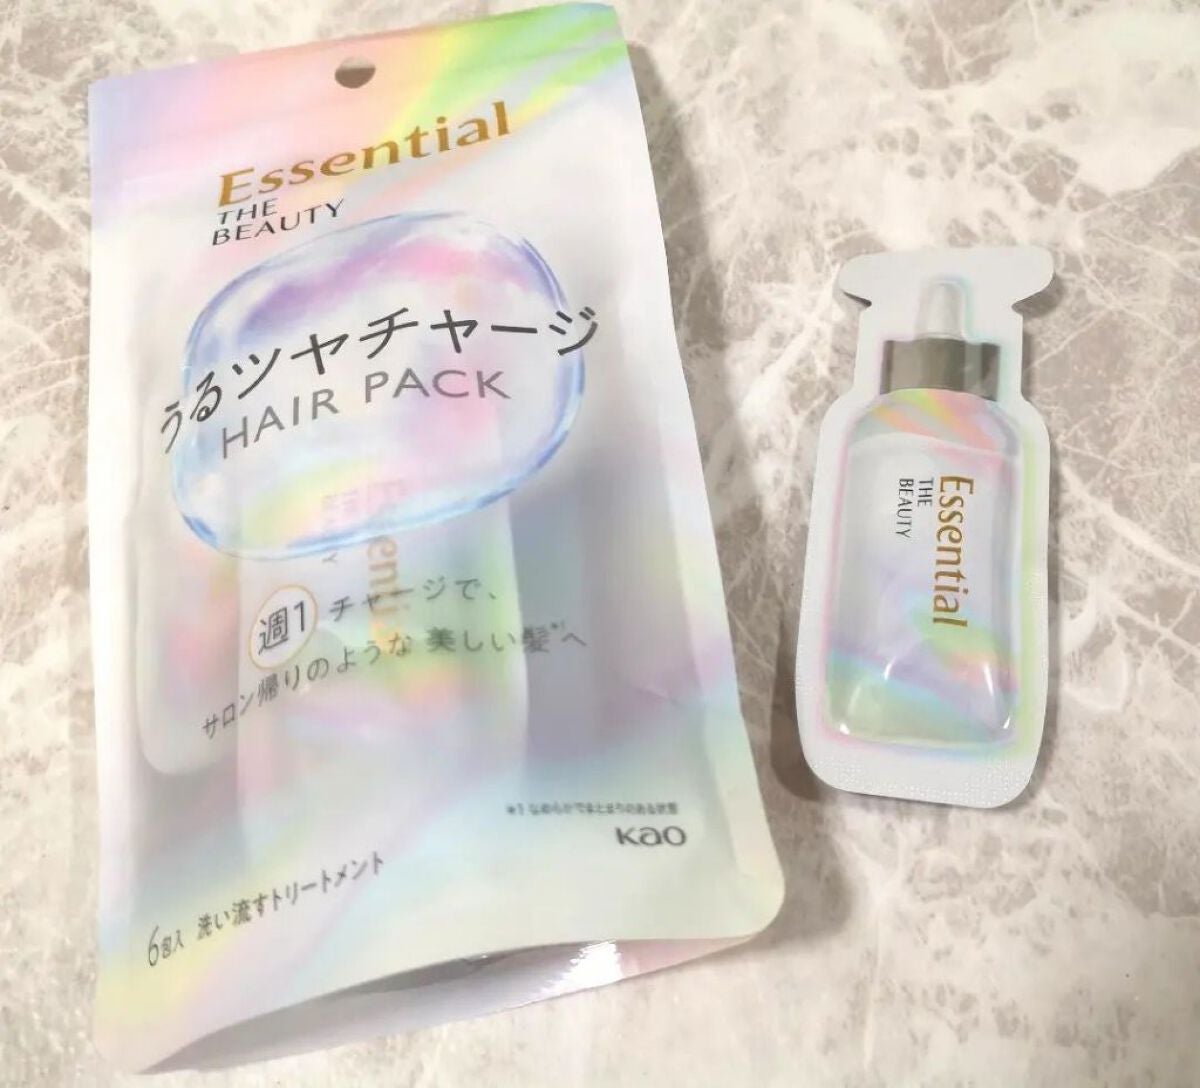 Essential
THE
BEAUTY
うるツヤチャージ
HAIR PACK
週1 チャージで、
サロン帰りのような 美しい髪*1へ
*1 なめらかでまとまりのある状態
Kao
6包入 洗い流すトリートメント
Essential
THE
BEAUTY